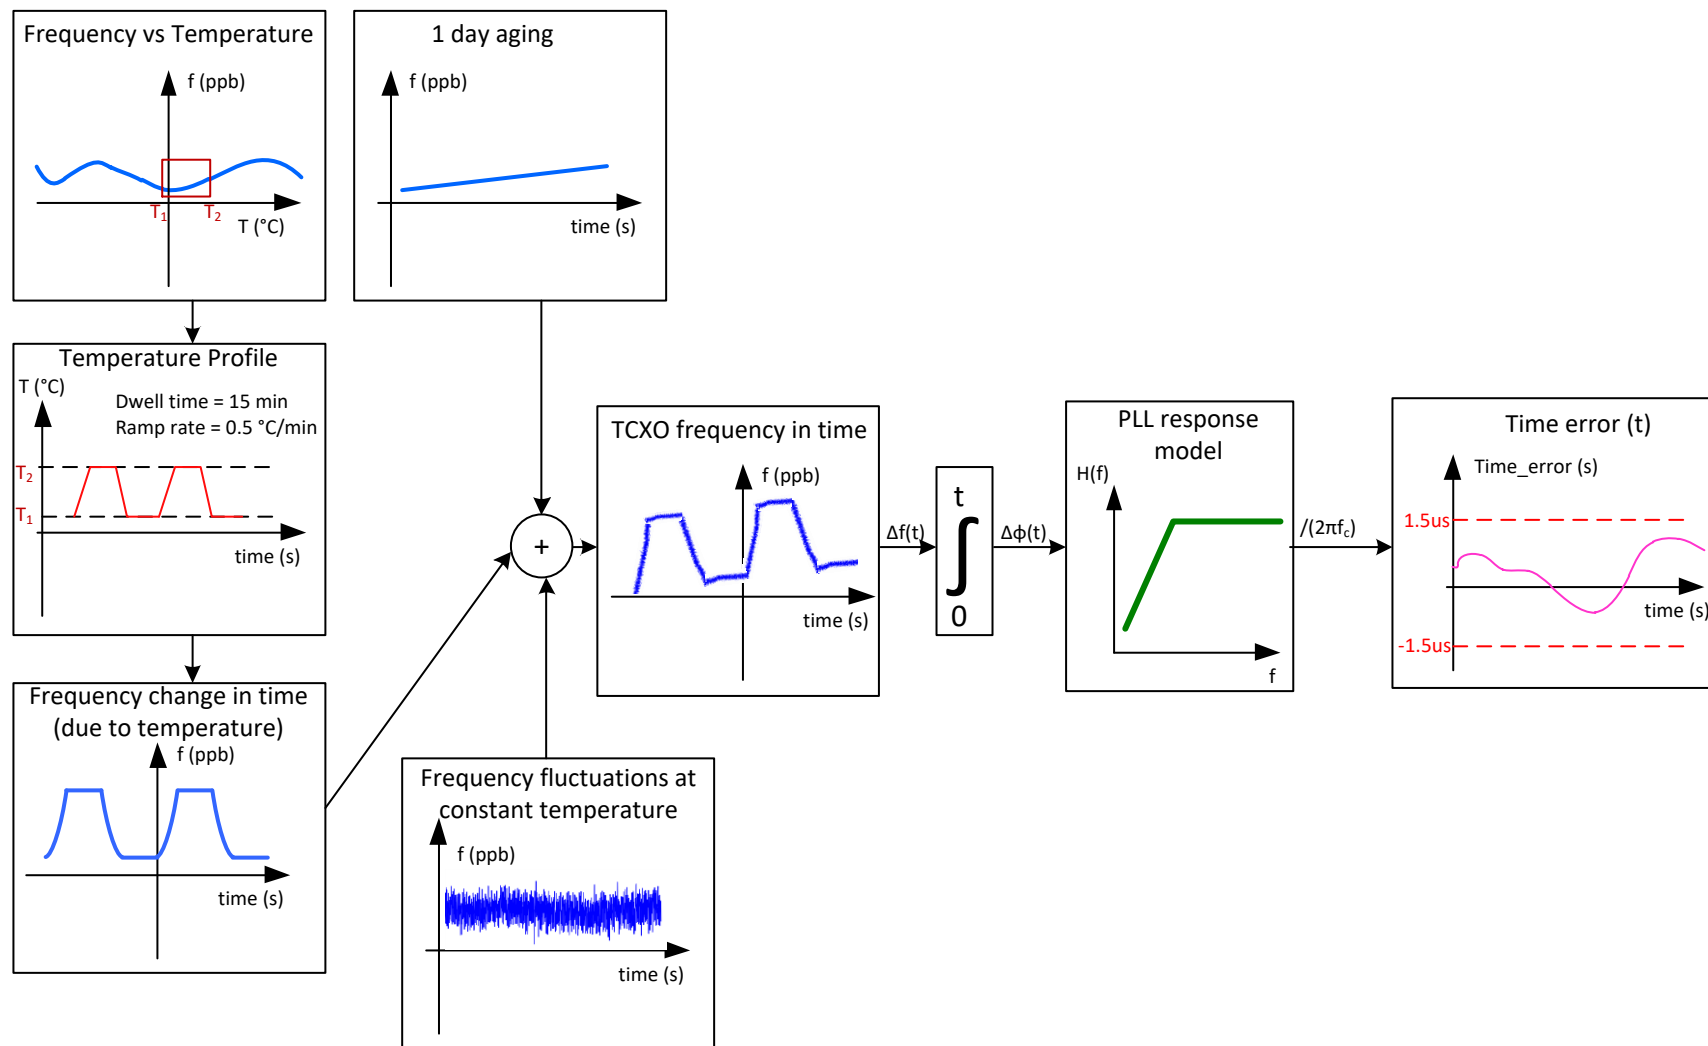 Frequency vs Temperature
f (ppb)
T₁
T₂
T (°C)
1 day aging
f (ppb)
time (s)
Temperature Profile
T (°C)
Dwell time = 15 min
Ramp rate = 0.5 °C/min
T₂
T₁
time (s)
Frequency change in time
(due to temperature)
f (ppb)
time (s)
+
Frequency fluctuations at
constant temperature
f (ppb)
time (s)
TCXO frequency in time
f (ppb)
time (s)
Δf(t)
t
∫
0
Δϕ(t)
PLL response
model
H(f)
f
/(2πf꜀)
Time error (t)
Time_error (s)
1.5us
time (s)
-1.5us